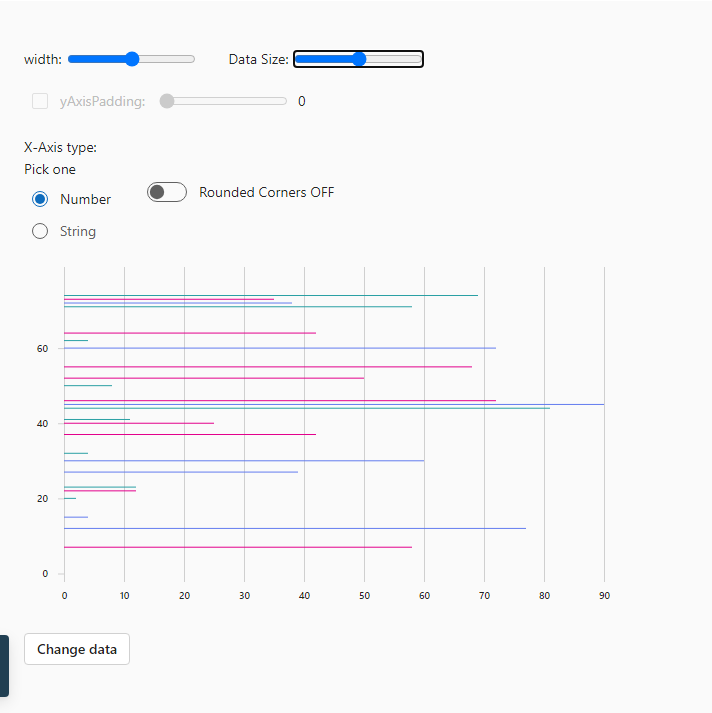 width: Data Size:
yAxisPadding: 0
X-Axis type:
Pick one
Number Rounded Corners OFF
String
60
40
20
0
0 10 20 30 40 50 60 70 80 90
Change data